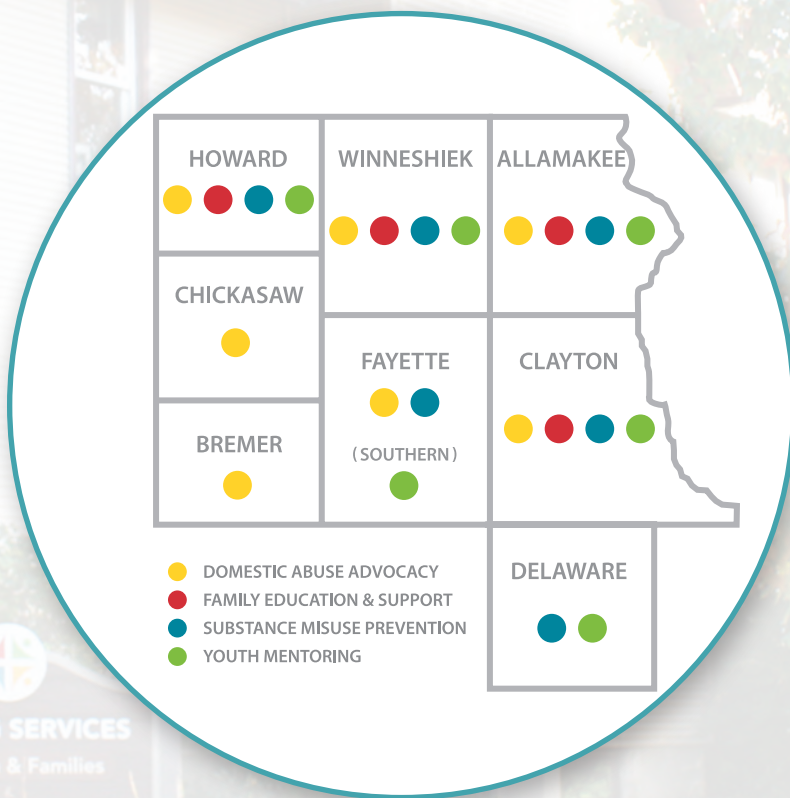 HOWARD
WINNESHIEK
ALLAMAKEE
CHICKASAW
FAYETTE
CLAYTON
BREMER
(SOUTHERN)
DELAWARE
DOMESTIC ABUSE ADVOCACY
FAMILY EDUCATION & SUPPORT
SUBSTANCE MISUSE PREVENTION
YOUTH MENTORING
SERVICES
& Families